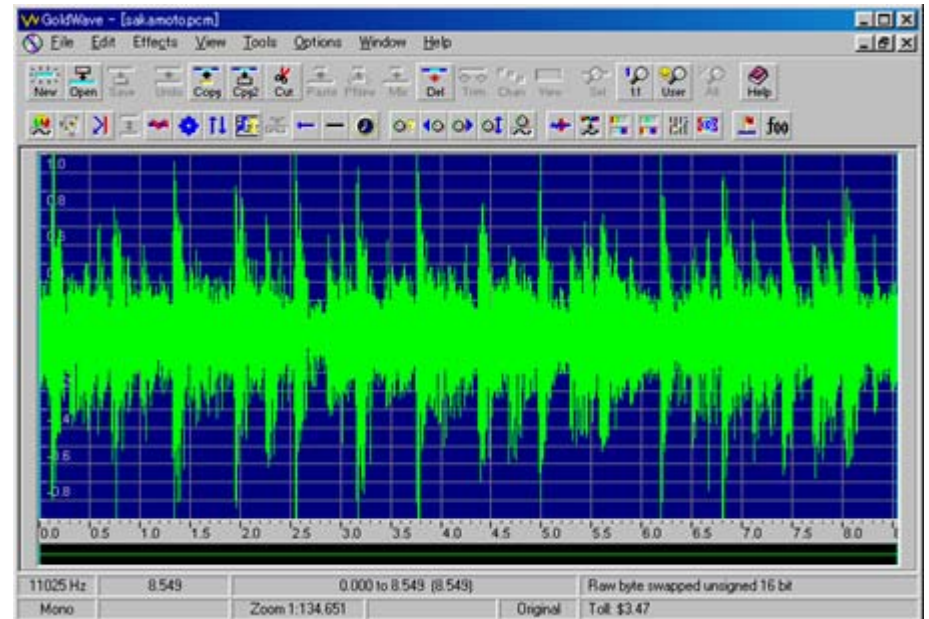 GoldWave - [sakamotopcm]
File Edit Effects View Tools Options Window Help
New Open Save Undo Copy Cpy2 Cut Paste PNew Mix Del Trim Chan View Sel 1:1 User All Help
foo
1.0
0.8
0.6
-0.6
-0.8
0.0 0.5 1.0 1.5 2.0 2.5 3.0 3.5 4.0 4.5 5.0 5.5 6.0 6.5 7.0 7.5 8.0
11025 Hz 8.549 0.000 to 8.549 (8.549) Raw byte swapped unsigned 16 bit
Mono Zoom 1:134.651 Original Toll: $3.47